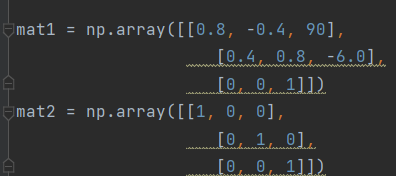 mat1 = np.array([[0.8, -0.4, 90],
[0.4, 0.8, -6.0],
[0, 0, 1]])
mat2 = np.array([[1, 0, 0],
[0, 1, 0],
[0, 0, 1]])